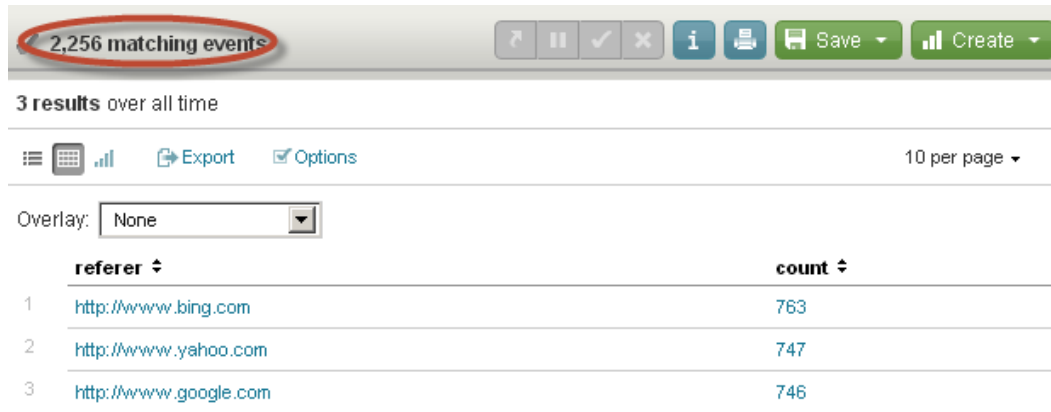 2,256 matching events
i Save Create
3 results over all time
Export Options 10 per page
Overlay: None
referer count
1 http://www.bing.com 763
2 http://www.yahoo.com 747
3 http://www.google.com 746